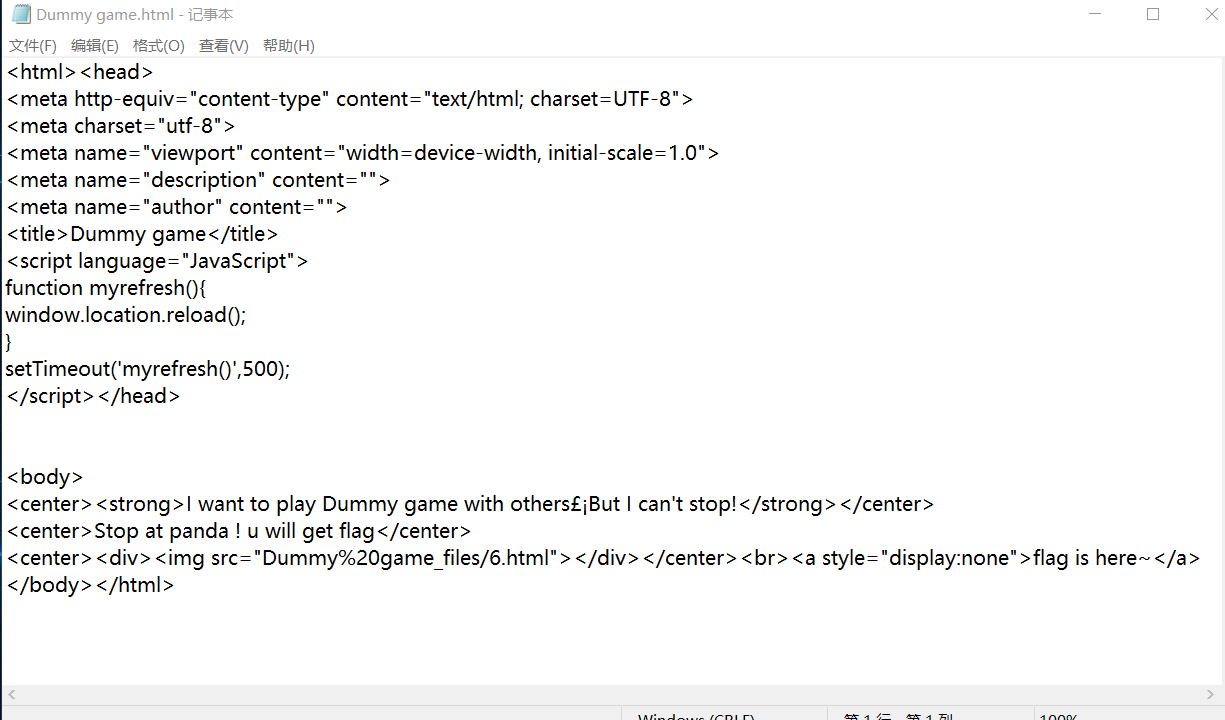 Dummy game.html - 记事本
文件(F) 编辑(E) 格式(O) 查看(V) 帮助(H)
<html><head>
<meta http-equiv="content-type" content="text/html; charset=UTF-8">
<meta charset="utf-8">
<meta name="viewport" content="width=device-width, initial-scale=1.0">
<meta name="description" content="">
<meta name="author" content="">
<title>Dummy game</title>
<script language="JavaScript">
function myrefresh(){
window.location.reload();
}
setTimeout('myrefresh()',500);
</script></head>
<body>
<center><strong>I want to play Dummy game with others£¡But I can't stop!</strong></center>
<center>Stop at panda ! u will get flag</center>
<center><div><img src="Dummy%20game_files/6.html"></div></center><br><a style="display:none">flag is here~</a>
</body></html>
Windows (CRLF) 第 1 行，第 1 列 100%